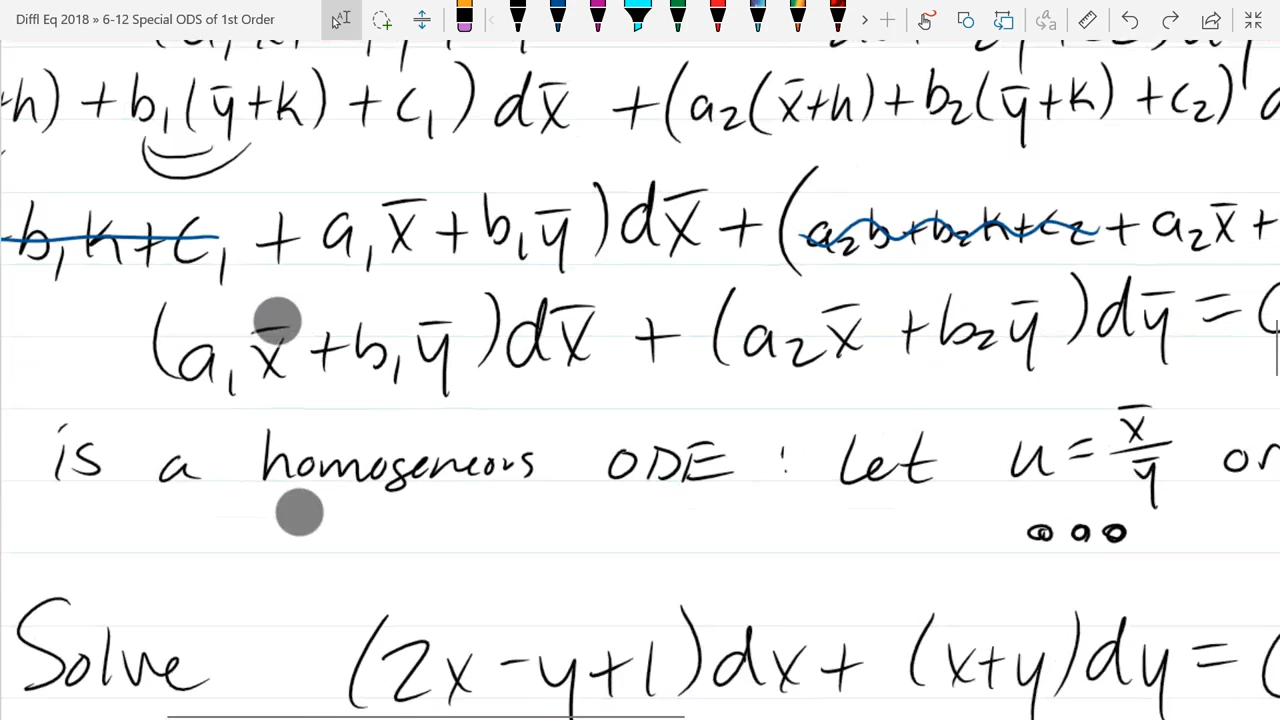 Diffl Eq 2018 » 6-12 Special ODS of 1st Order
+h) + b₁(ȳ+k) + c₁) dx̄ + (a₂(x̄+h) + b₂(ȳ+k) + c₂) d
b₁k+c₁ + a₁x̄ + b₁ȳ) dx̄ + (a₂h+b₂k+c₂ + a₂x̄ +
(a₁x̄ + b₁ȳ) dx̄ + (a₂x̄ + b₂ȳ) dȳ =
is a homogeneous ODE : Let u = x̄/ȳ or
Solve (2x - y + 1) dx + (x+y) dy =